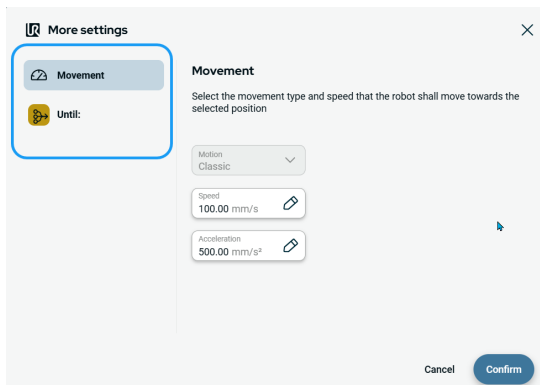 More settings
Movement
Until:
Movement
Select the movement type and speed that the robot shall move towards the
selected position
Motion
Classic
Speed
100.00 mm/s
Acceleration
500.00 mm/s²
Cancel
Confirm